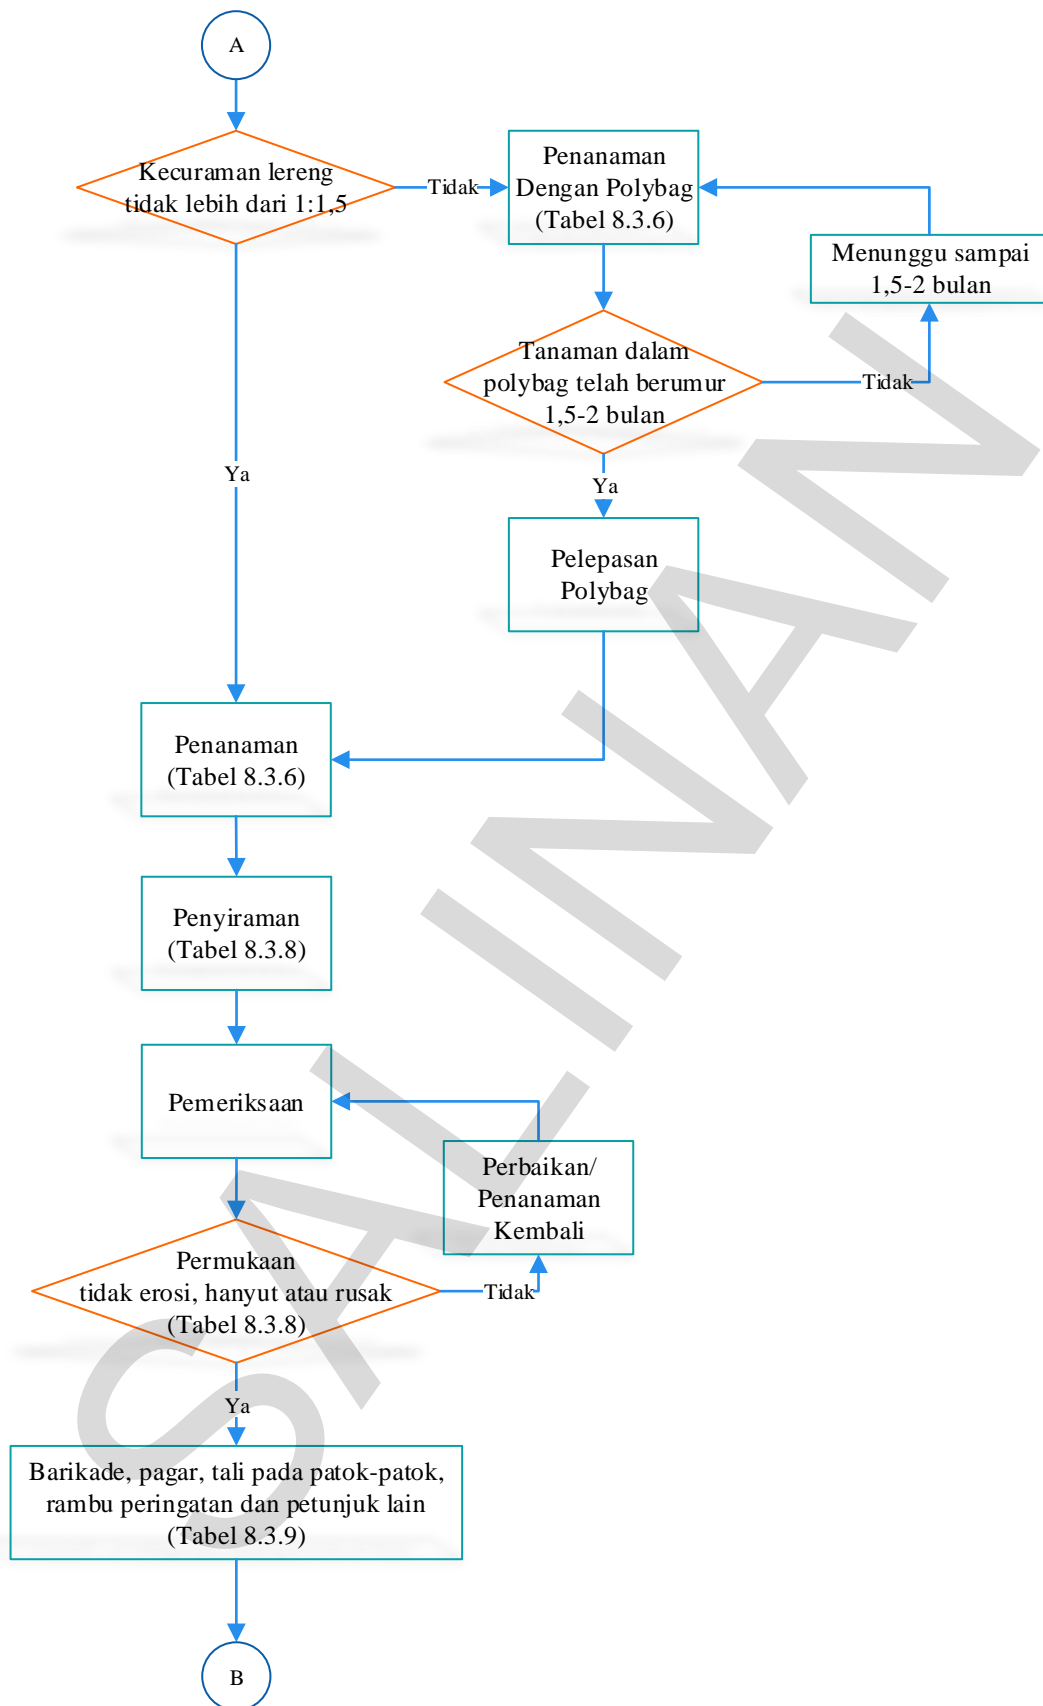 A
Kecuraman lereng
tidak lebih dari 1:1,5
Tidak
Penanaman
Dengan Polybag
(Tabel 8.3.6)
Menunggu sampai
1,5-2 bulan
Tanaman dalam
polybag telah berumur
1,5-2 bulan
Tidak
Ya
Ya
Pelepasan
Polybag
Penanaman
(Tabel 8.3.6)
Penyiraman
(Tabel 8.3.8)
Pemeriksaan
Perbaikan/
Penanaman
Kembali
Permukaan
tidak erosi, hanyut atau rusak
(Tabel 8.3.8)
Tidak
Ya
Barikade, pagar, tali pada patok-patok,
rambu peringatan dan petunjuk lain
(Tabel 8.3.9)
B
SALINAN